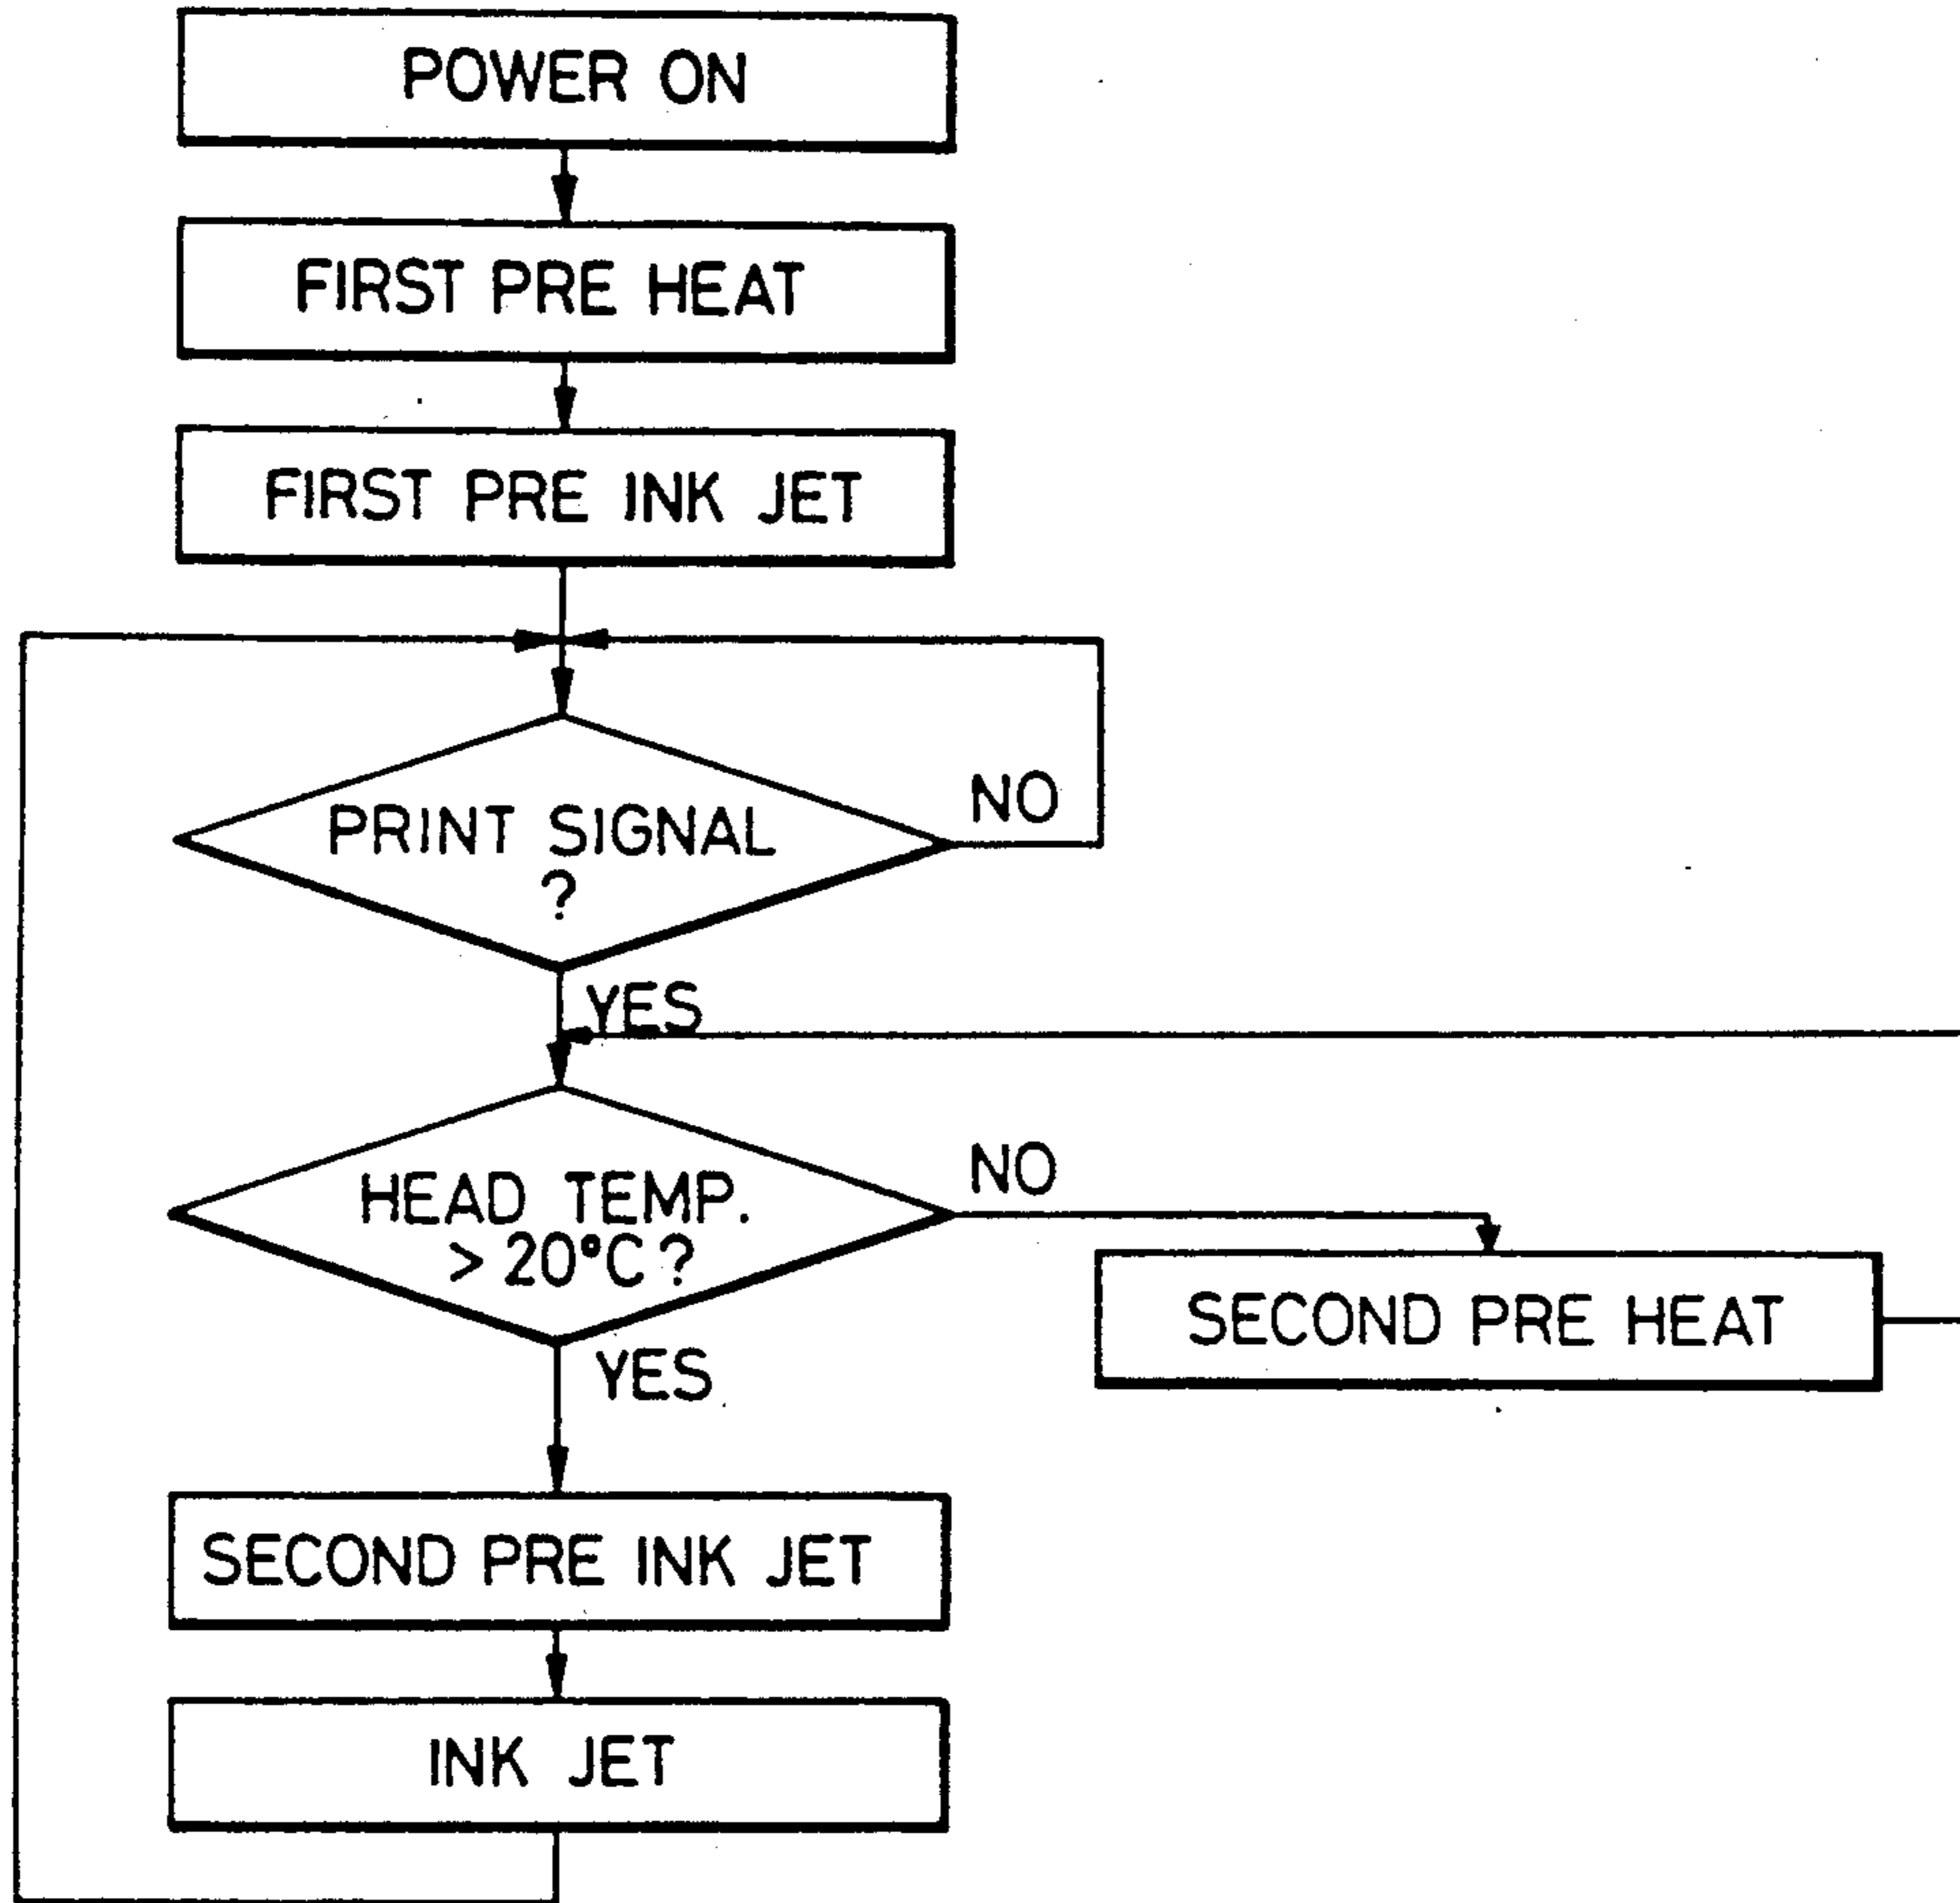 POWER ON
FIRST PRE HEAT
FIRST PRE INK JET
PRINT SIGNAL
?
NO
YES
HEAD TEMP.
> 20°C ?
NO
SECOND PRE HEAT
YES
SECOND PRE INK JET
INK JET